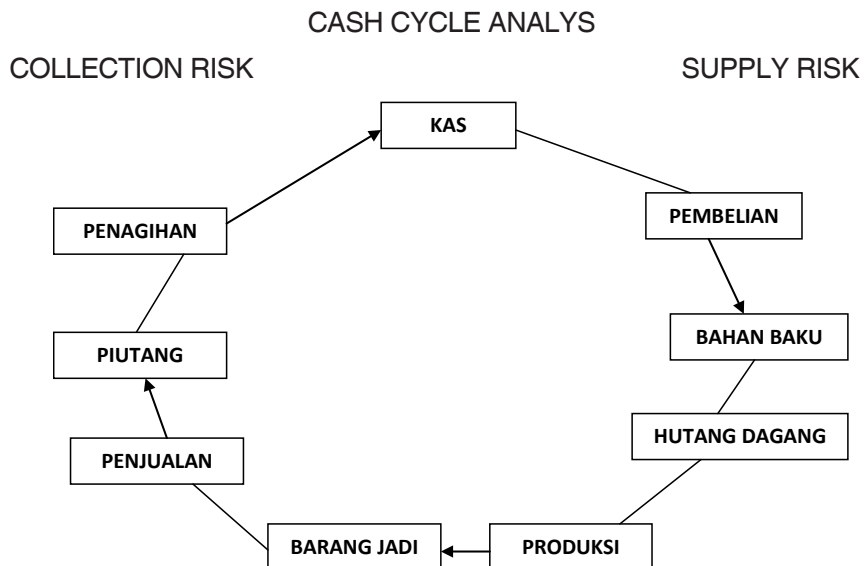 CASH CYCLE ANALYS
COLLECTION RISK
SUPPLY RISK
KAS
PENAGIHAN
PEMBELIAN
PIUTANG
BAHAN BAKU
PENJUALAN
HUTANG DAGANG
BARANG JADI
PRODUKSI